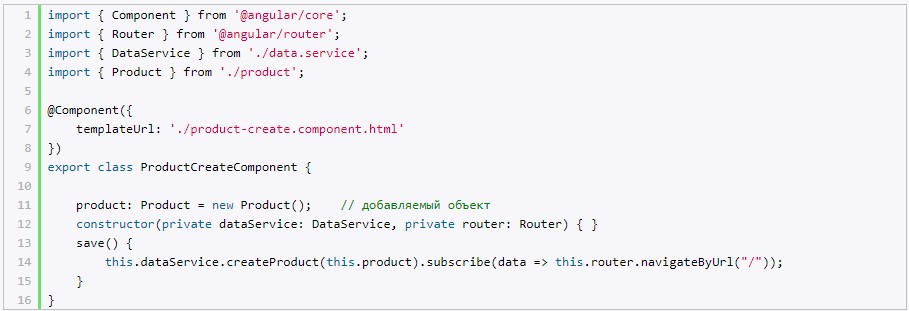 1 import { Component } from '@angular/core';
2 import { Router } from '@angular/router';
3 import { DataService } from './data.service';
4 import { Product } from './product';
5
6 @Component({
7     templateUrl: './product-create.component.html'
8 })
9 export class ProductCreateComponent {
10
11     product: Product = new Product();    // добавляемый объект
12     constructor(private dataService: DataService, private router: Router) { }
13     save() {
14         this.dataService.createProduct(this.product).subscribe(data => this.router.navigateByUrl("/"));
15     }
16 }